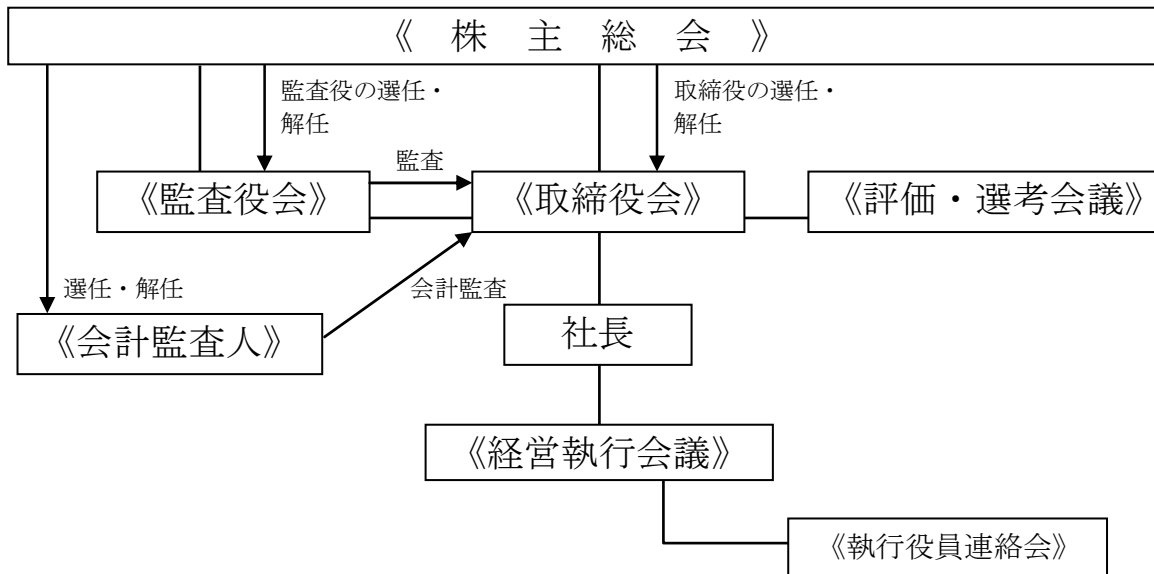 《 株 主 総 会 》
監査役の選任・
解任
取締役の選任・
解任
監査
《監査役会》
《取締役会》
《評価・選考会議》
選任・解任
会計監査
《会計監査人》
社長
《経営執行会議》
《執行役員連絡会》